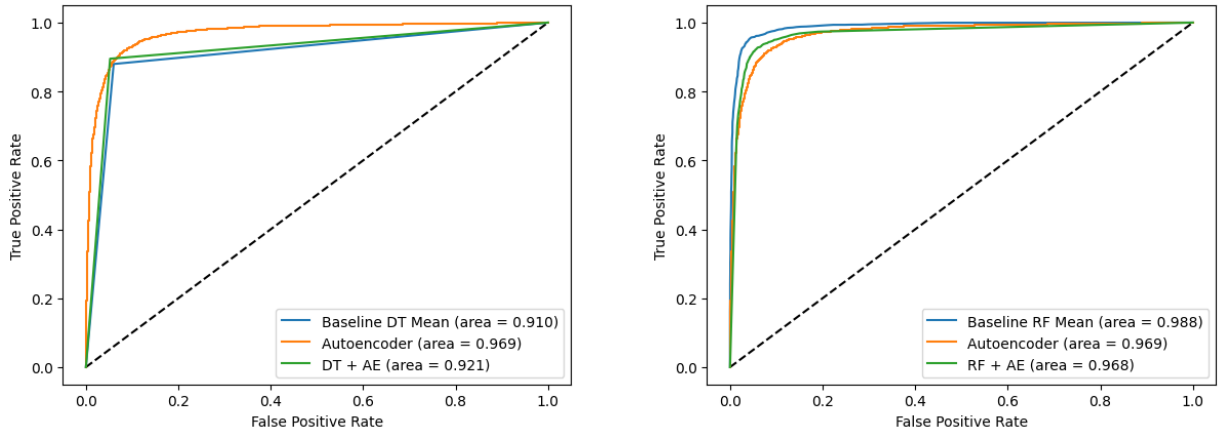 1.0
0.8
0.6
0.4
0.2
0.0
True Positive Rate
Baseline DT Mean (area = 0.910)
Autoencoder (area = 0.969)
DT + AE (area = 0.921)
0.0 0.2 0.4 0.6 0.8 1.0
False Positive Rate
1.0
0.8
0.6
0.4
0.2
0.0
True Positive Rate
Baseline RF Mean (area = 0.988)
Autoencoder (area = 0.969)
RF + AE (area = 0.968)
0.0 0.2 0.4 0.6 0.8 1.0
False Positive Rate